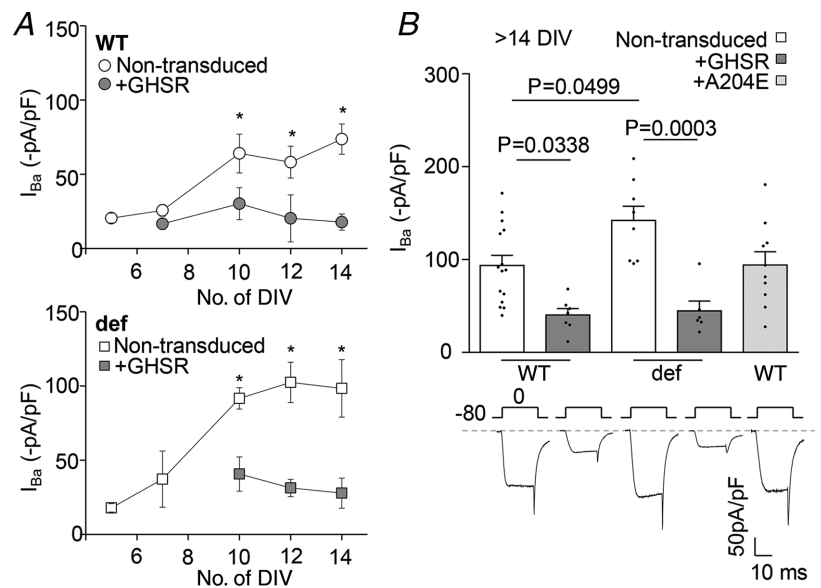 A
WT
Non-transduced
+GHSR
150
100
50
0
I_Ba (-pA/pF)
* * *
6 8 10 12 14
No. of DIV
def
Non-transduced
+GHSR
150
100
50
0
I_Ba (-pA/pF)
* * *
6 8 10 12 14
No. of DIV
B
>14 DIV
Non-transduced
+GHSR
+A204E
300
200
100
0
I_Ba (-pA/pF)
P=0.0499
P=0.0338
P=0.0003
WT def WT
0
-80
50pA/pF
10 ms